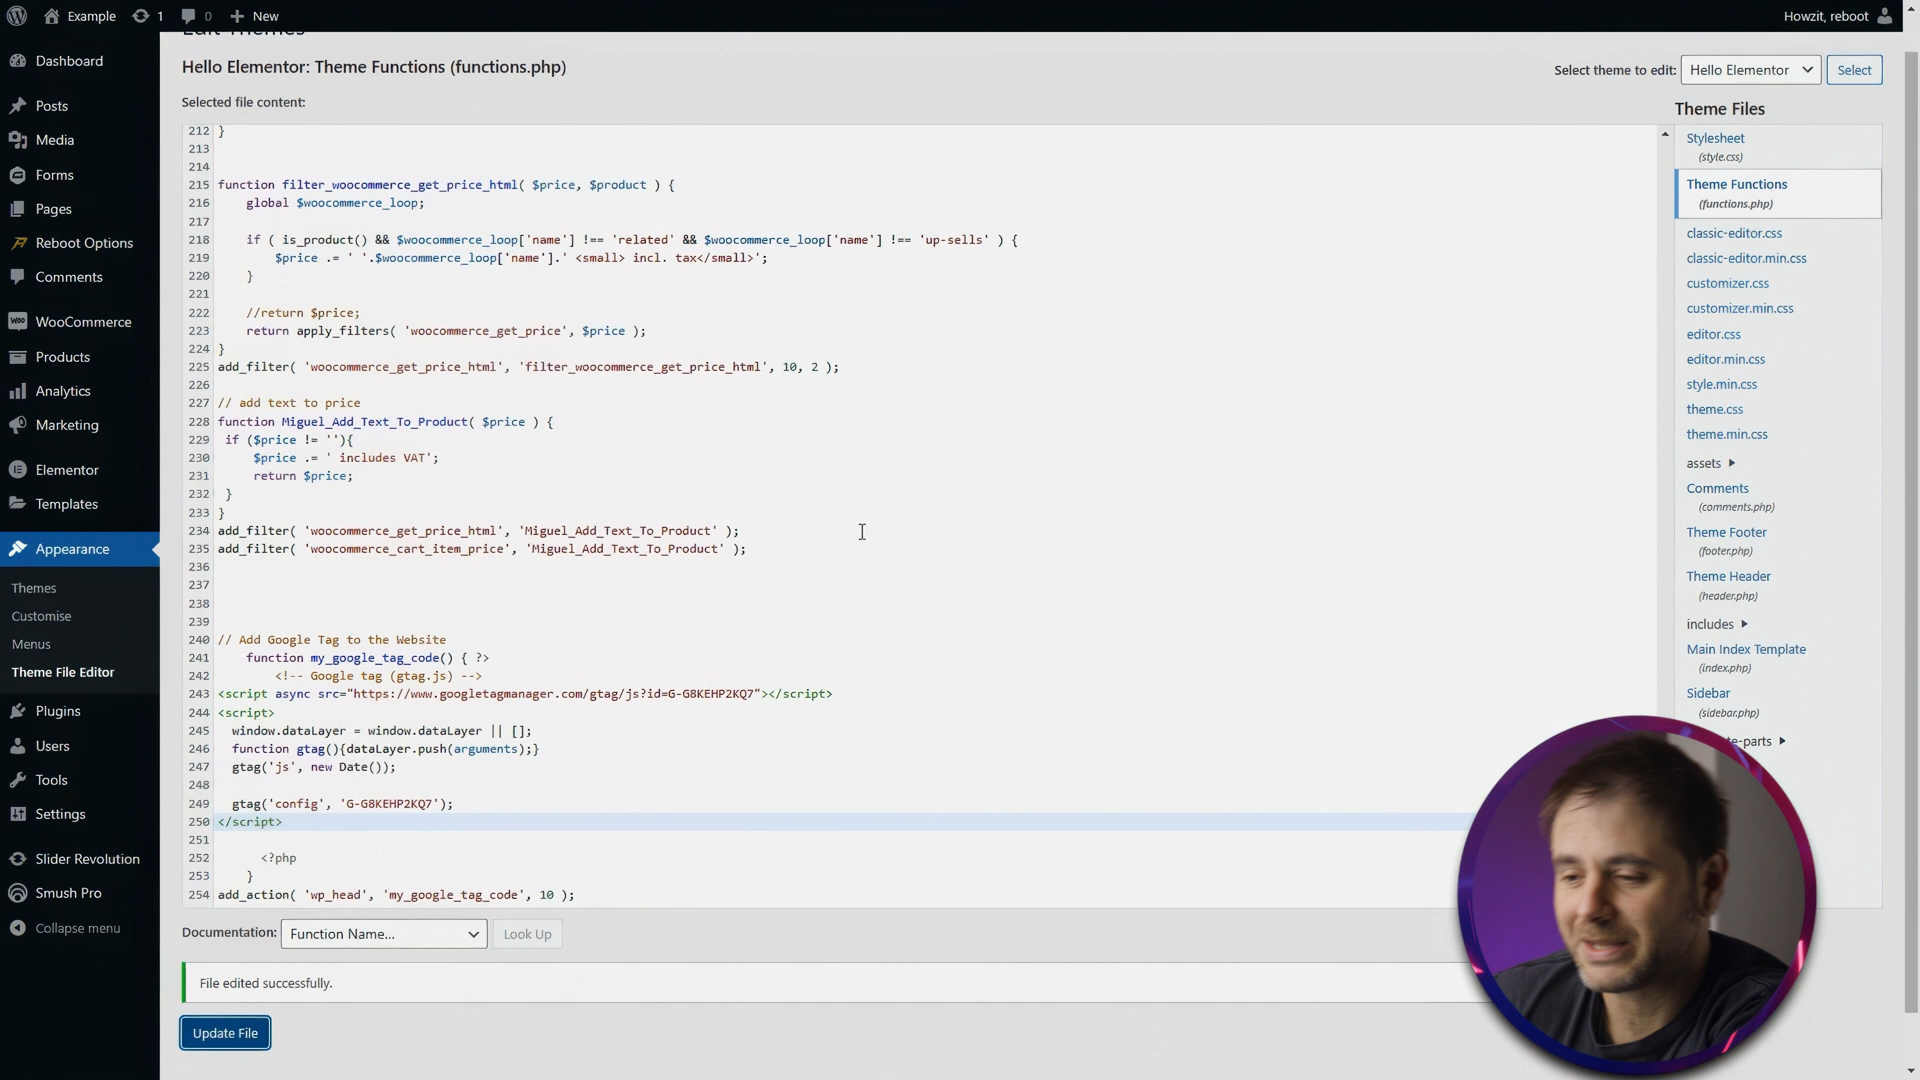 Example
1
0
New
Howzit, reboot
Dashboard
Posts
Media
Forms
Pages
Reboot Options
Comments
WooCommerce
Products
Analytics
Marketing
Elementor
Templates
Appearance
Themes
Customise
Menus
Theme File Editor
Plugins
Users
Tools
Settings
Slider Revolution
Smush Pro
Collapse menu
Edit Themes
Hello Elementor: Theme Functions (functions.php)
Select theme to edit: Hello Elementor Select
Selected file content:
212 }
213
214
215 function filter_woocommerce_get_price_html( $price, $product ) {
216 global $woocommerce_loop;
217
218 if ( is_product() && $woocommerce_loop['name'] !== 'related' && $woocommerce_loop['name'] !== 'up-sells' ) {
219 $price .= ' '.$woocommerce_loop['name'].' <small> incl. tax</small>';
220 }
221
222 //return $price;
223 return apply_filters( 'woocommerce_get_price', $price );
224 }
225 add_filter( 'woocommerce_get_price_html', 'filter_woocommerce_get_price_html', 10, 2 );
226
227 // add text to price
228 function Miguel_Add_Text_To_Product( $price ) {
229 if ($price != ''){
230 $price .= ' includes VAT';
231 return $price;
232 }
233 }
234 add_filter( 'woocommerce_get_price_html', 'Miguel_Add_Text_To_Product' );
235 add_filter( 'woocommerce_cart_item_price', 'Miguel_Add_Text_To_Product' );
236
237
238
239
240 // Add Google Tag to the Website
241 function my_google_tag_code() { ?>
242 <!-- Google tag (gtag.js) -->
243 <script async src="https://www.googletagmanager.com/gtag/js?id=G-G8KEHP2KQ7"></script>
244 <script>
245 window.dataLayer = window.dataLayer || [];
246 function gtag(){dataLayer.push(arguments);}
247 gtag('js', new Date());
248
249 gtag('config', 'G-G8KEHP2KQ7');
250 </script>
251
252 <?php
253 }
254 add_action( 'wp_head', 'my_google_tag_code', 10 );
Theme Files
Stylesheet
(style.css)
Theme Functions
(functions.php)
classic-editor.css
classic-editor.min.css
customizer.css
customizer.min.css
editor.css
editor.min.css
style.min.css
theme.css
theme.min.css
assets
Comments
(comments.php)
Theme Footer
(footer.php)
Theme Header
(header.php)
includes
Main Index Template
(index.php)
Sidebar
(sidebar.php)
te-parts
Documentation: Function Name... Look Up
File edited successfully.
Update File